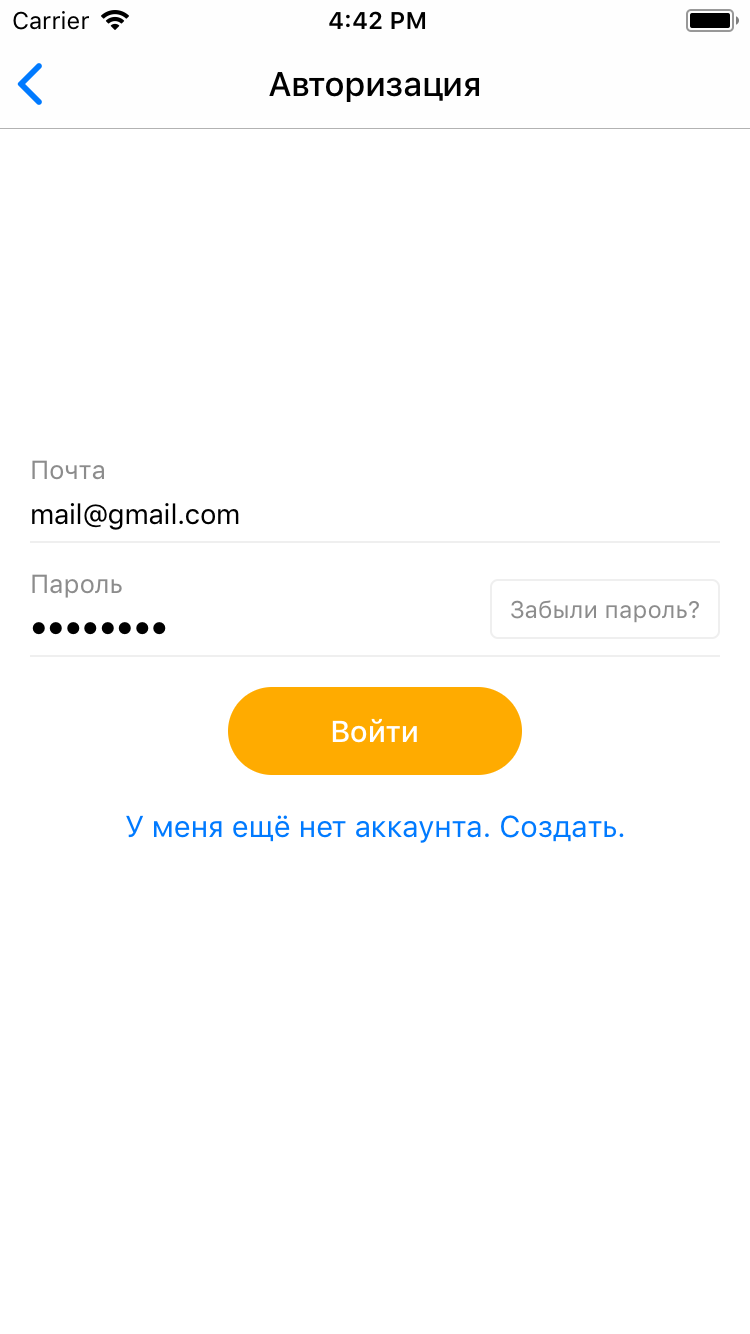 Carrier 4:42 PM
Авторизация
Почта
mail@gmail.com
Пароль
••••••••
Забыли пароль?
Войти
У меня ещё нет аккаунта. Создать.